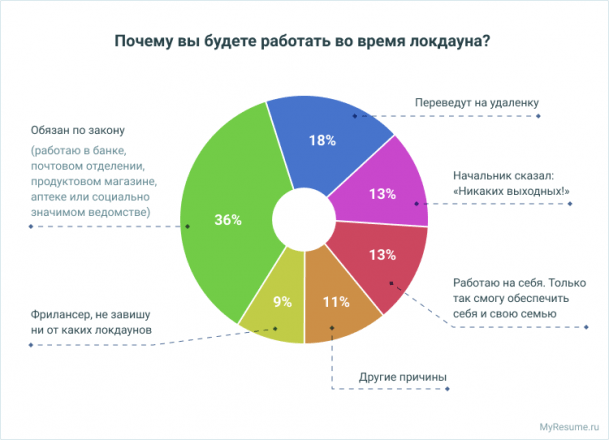 Почему вы будете работать во время локдауна?
Переведут на удаленку
Обязан по закону
(работаю в банке,
почтовом отделении,
продуктовом магазине,
аптеке или социально
значимом ведомстве)
18%
Начальник сказал:
«Никаких выходных!»
13%
36%
13%
Работаю на себя. Только
так смогу обеспечить
себя и свою семью
9%
11%
Фрилансер, не завишу
ни от каких локдаунов
Другие причины
MyResume.ru